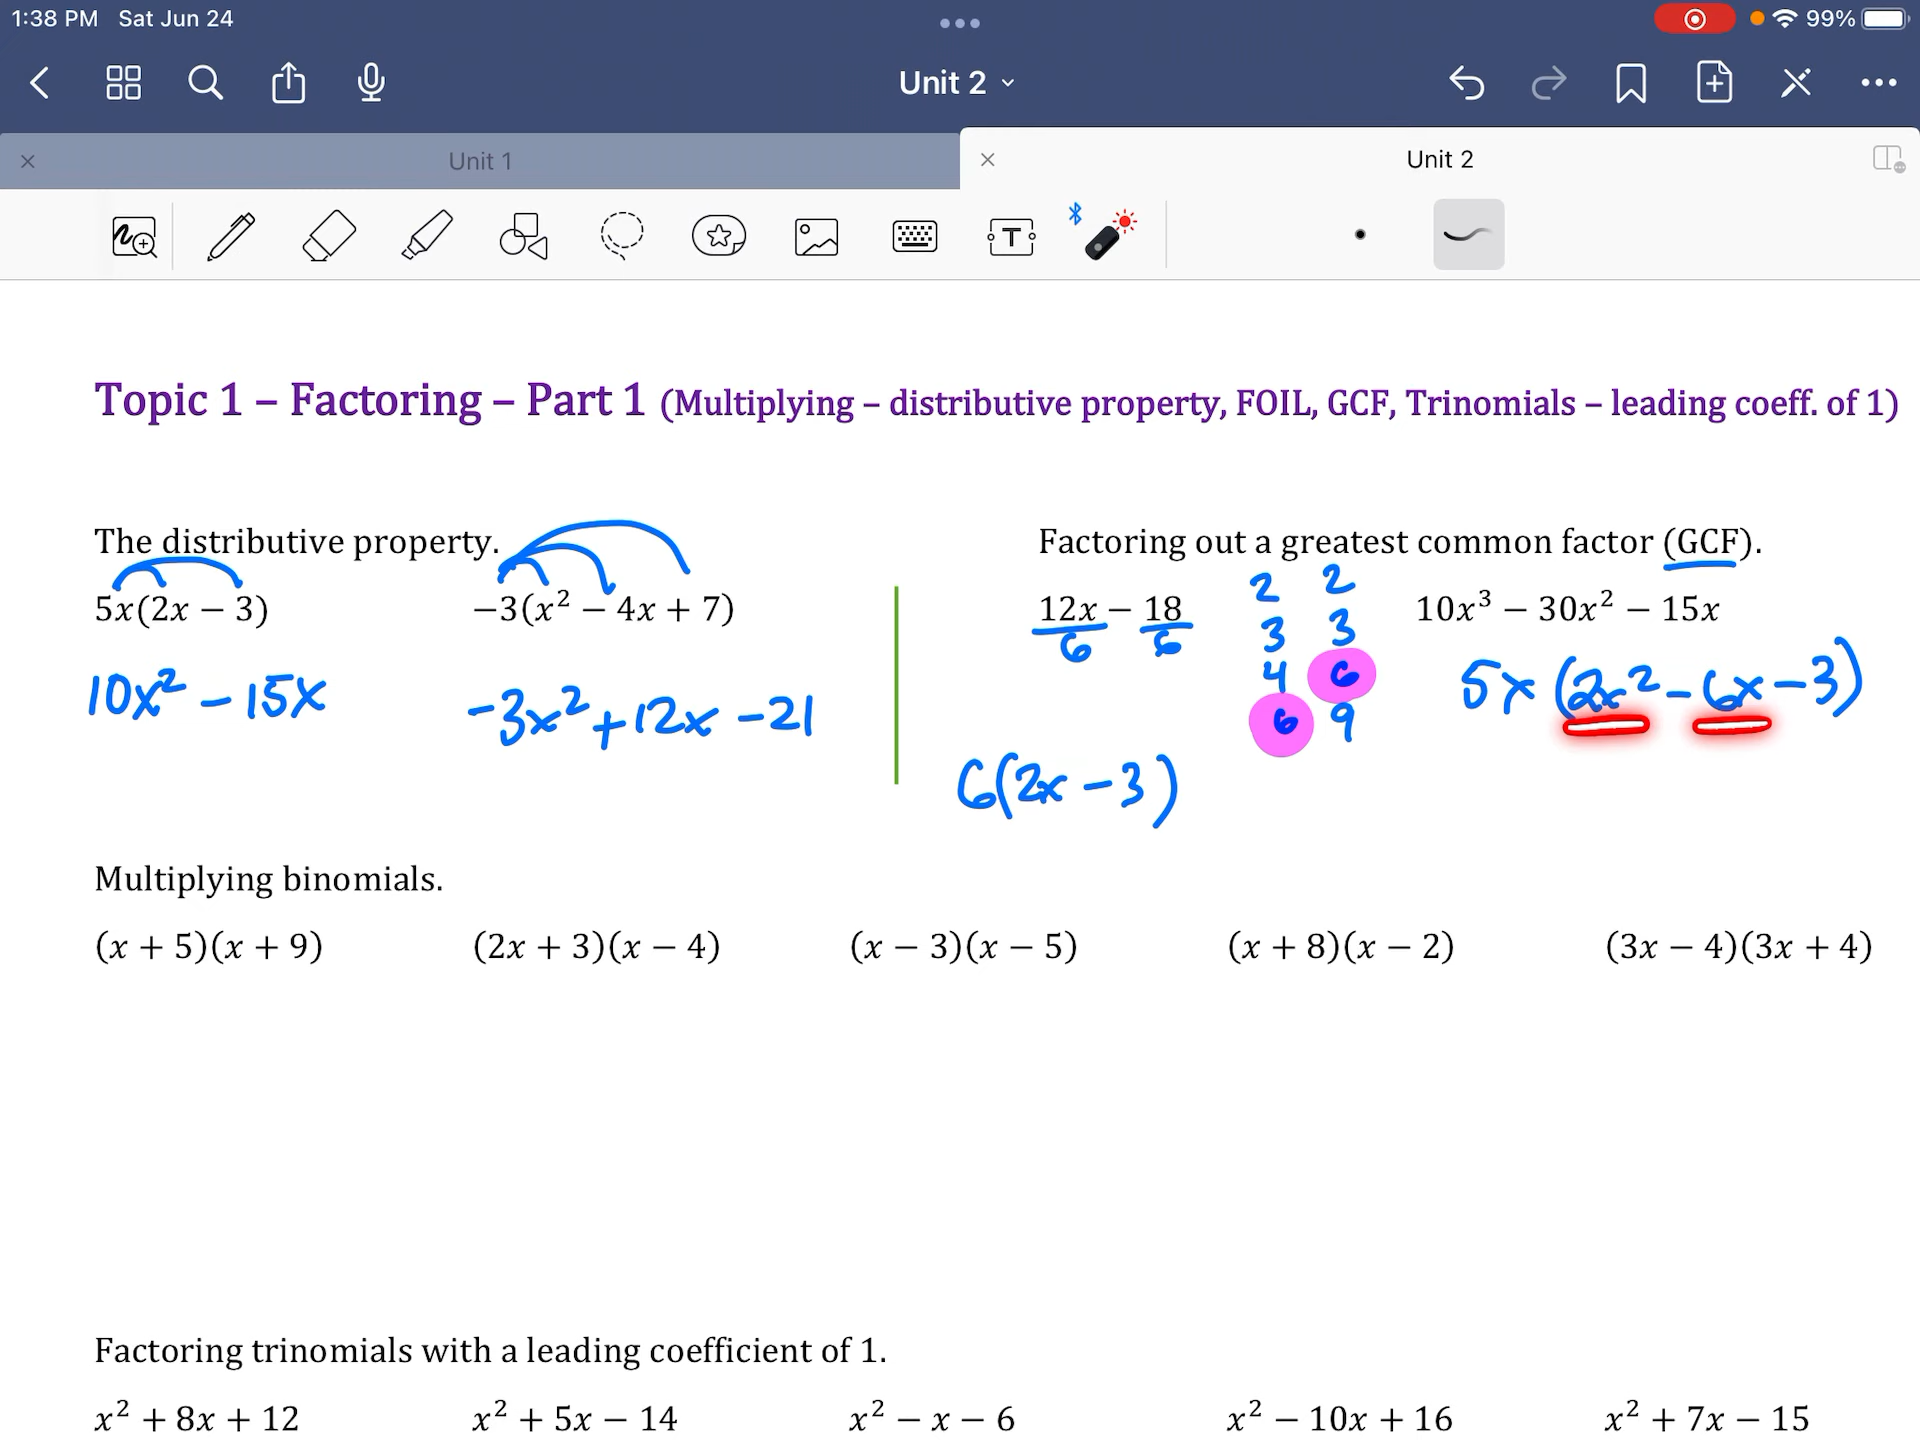 1:38 PM Sat Jun 24
99%
Unit 2
Unit 1
Unit 2
T
Topic 1 – Factoring – Part 1 (Multiplying – distributive property, FOIL, GCF, Trinomials – leading coeff. of 1)
The distributive property.
5x(2x − 3)
−3(x² − 4x + 7)
10x² − 15x
−3x² + 12x − 21
Factoring out a greatest common factor (GCF).
12x − 18
6 6
2 2
3 3
4 6
6 9
6(2x − 3)
10x³ − 30x² − 15x
5x (2x² − 6x − 3)
Multiplying binomials.
(x + 5)(x + 9)
(2x + 3)(x − 4)
(x − 3)(x − 5)
(x + 8)(x − 2)
(3x − 4)(3x + 4)
Factoring trinomials with a leading coefficient of 1.
x² + 8x + 12
x² + 5x − 14
x² − x − 6
x² − 10x + 16
x² + 7x − 15